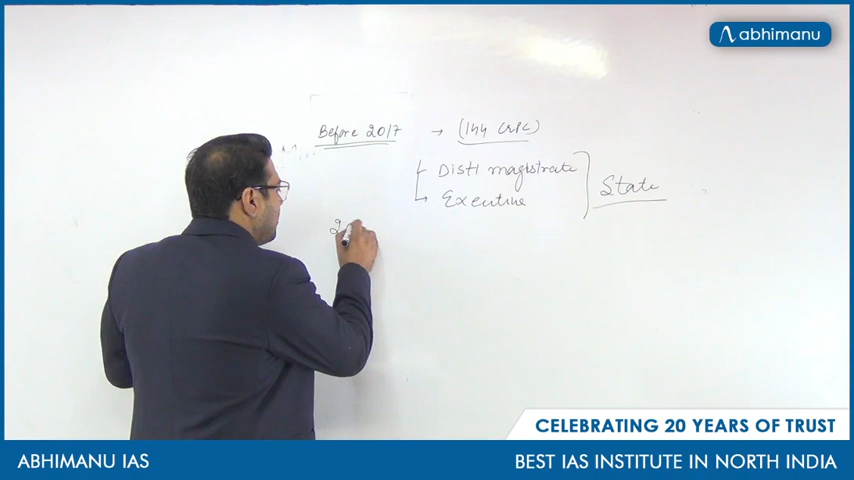 abhimanu
Before 2017 → (144 CRPC)
Distt magistrate
Executive
State
CELEBRATING 20 YEARS OF TRUST
ABHIMANU IAS
BEST IAS INSTITUTE IN NORTH INDIA